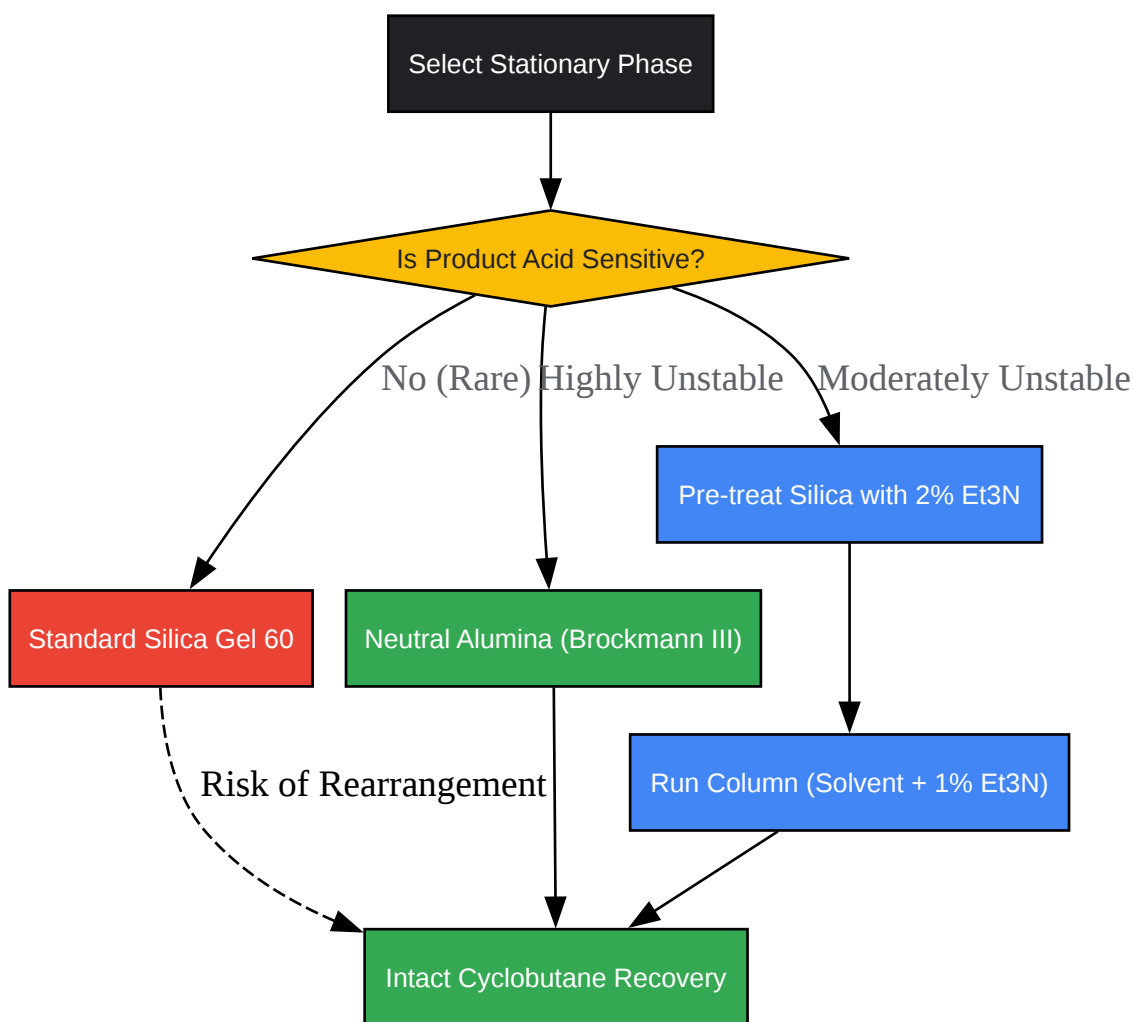 Select Stationary Phase
Is Product Acid Sensitive?
No (Rare)
Highly Unstable
Moderately Unstable
Pre-treat Silica with 2% Et3N
Standard Silica Gel 60
Neutral Alumina (Brockmann III)
Risk of Rearrangement
Run Column (Solvent + 1% Et3N)
Intact Cyclobutane Recovery